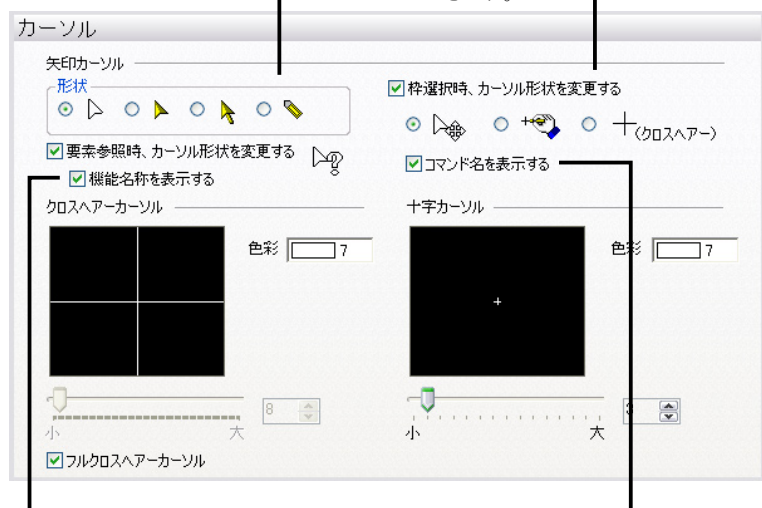 カーソル
矢印カーソル
形状
枠選択時、カーソル形状を変更する
(クロスヘアー)
要素参照時、カーソル形状を変更する
コマンド名を表示する
機能名称を表示する
クロスヘアーカーソル
十字カーソル
色彩 7
色彩 7
8
小 大
3
小 大
フルクロスヘアーカーソル